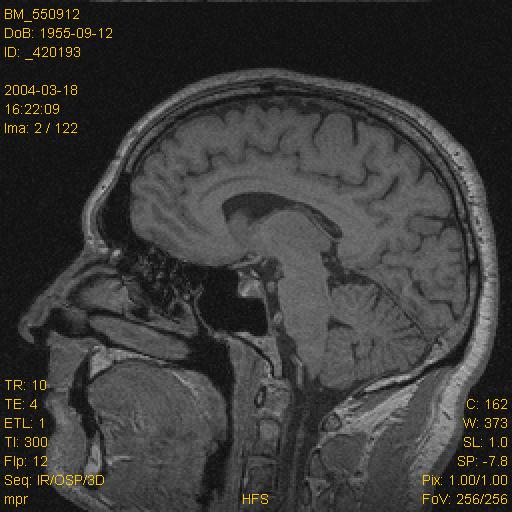 BM_550912
DoB: 1955-09-12
ID: _420193
2004-03-18
16:22:09
Ima: 2 / 122
TR: 10
TE: 4
ETL: 1
TI: 300
Flp: 12
Seq: IR/OSP/3D
mpr
HFS
C: 162
W: 373
SL: 1.0
SP: -7.8
Pix: 1.00/1.00
FoV: 256/256